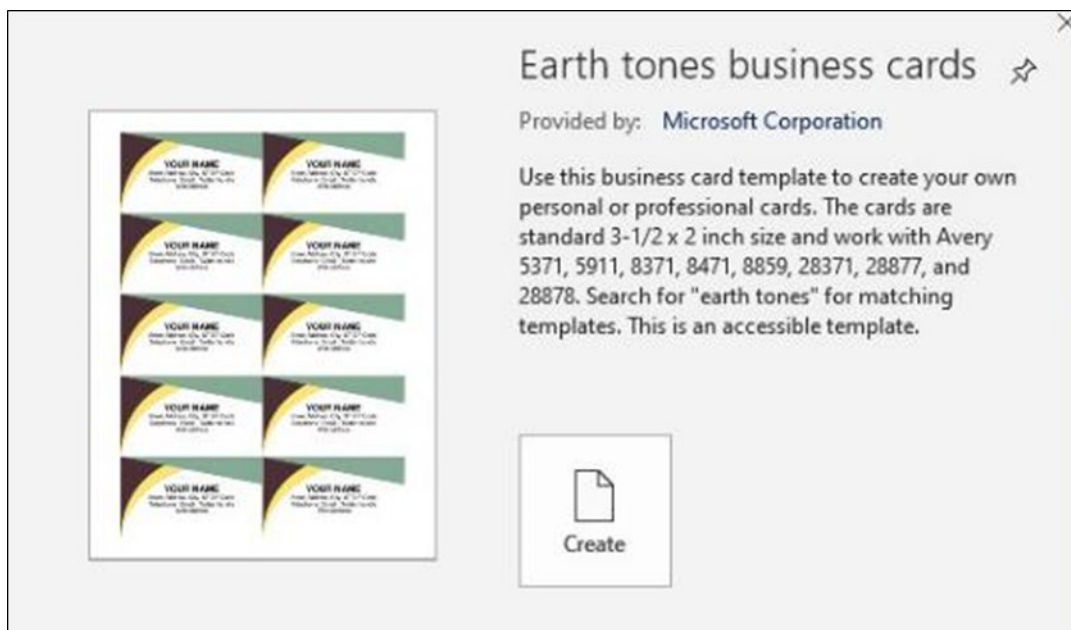 Earth tones business cards
Provided by: Microsoft Corporation
Use this business card template to create your own
personal or professional cards. The cards are
standard 3-1/2 x 2 inch size and work with Avery
5371, 5911, 8371, 8471, 8859, 28371, 28877, and
28878. Search for "earth tones" for matching
templates. This is an accessible template.
Create
YOUR NAME
YOUR NAME
YOUR NAME
YOUR NAME
YOUR NAME
YOUR NAME
YOUR NAME
YOUR NAME
YOUR NAME
YOUR NAME